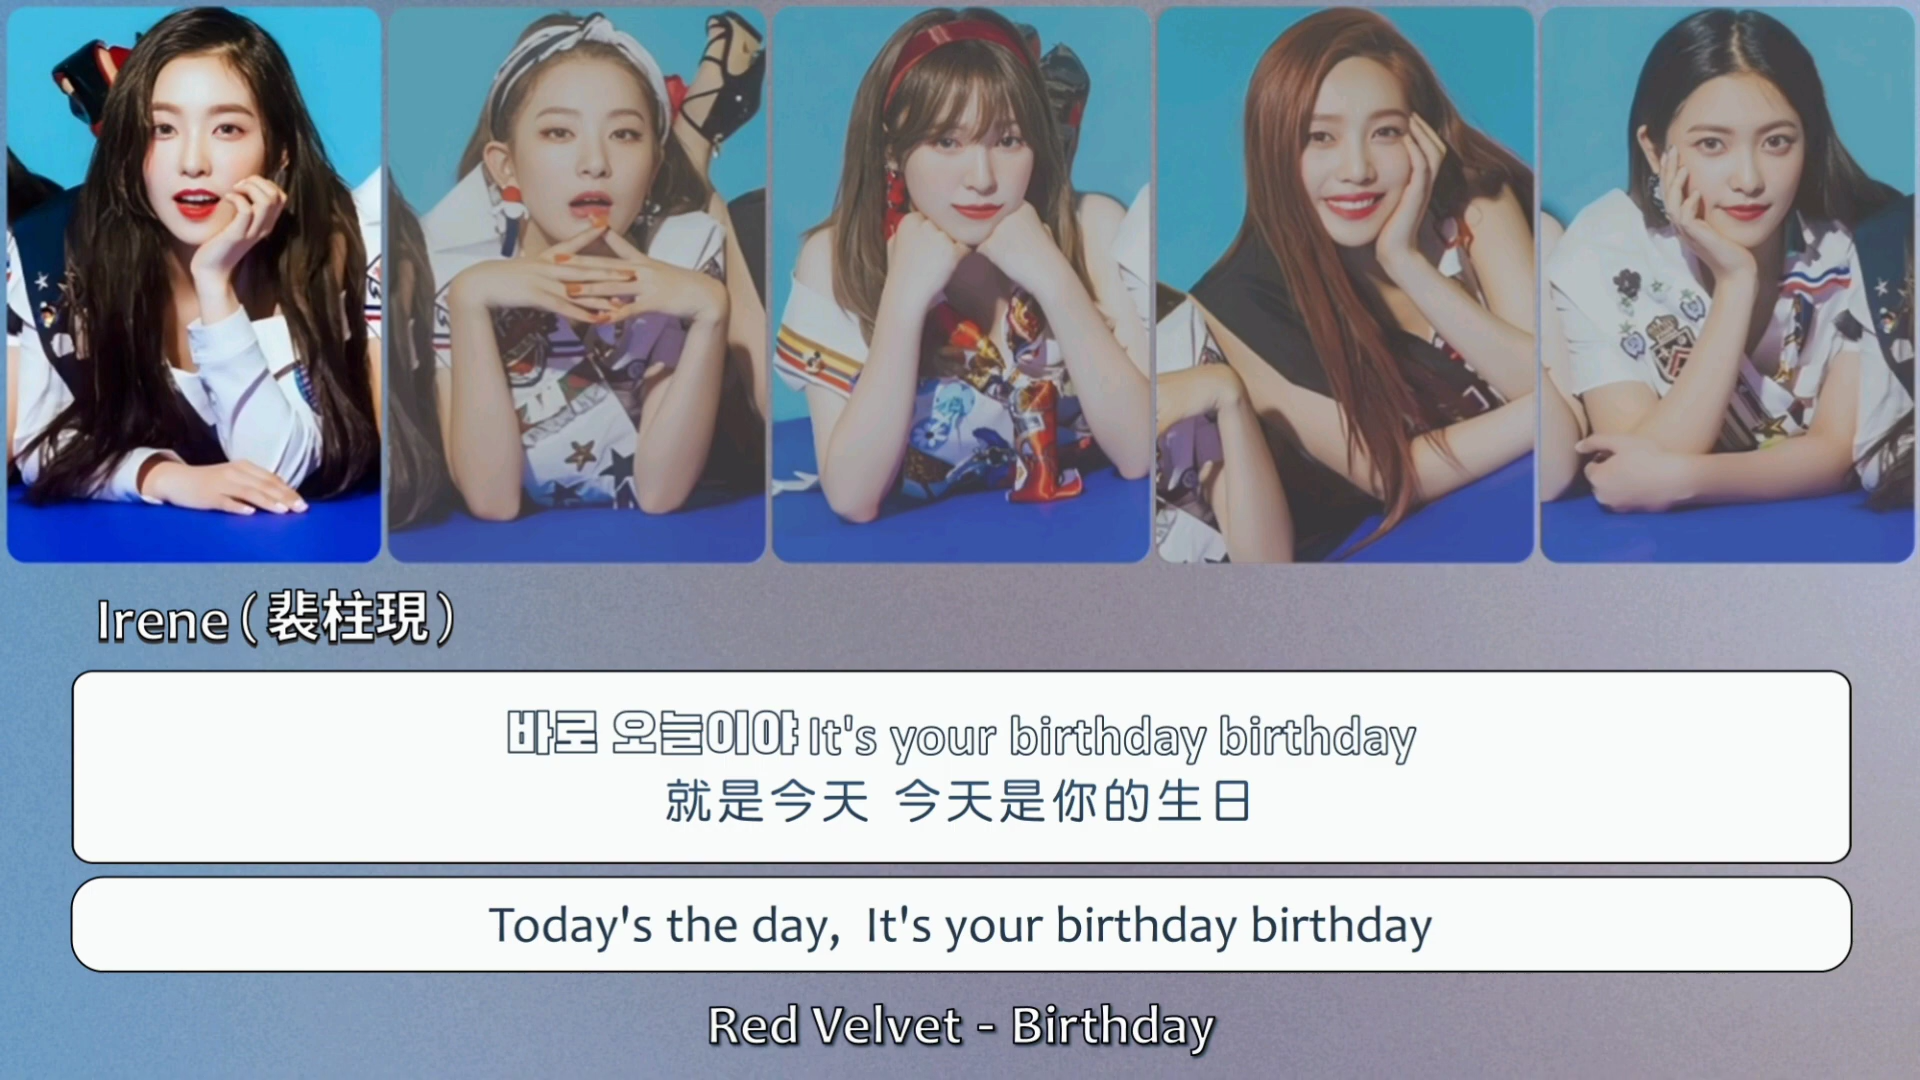 Irene(裴柱現)
바로 오늘이야 It's your birthday birthday
就是今天 今天是你的生日
Today's the day, It's your birthday birthday
Red Velvet - Birthday